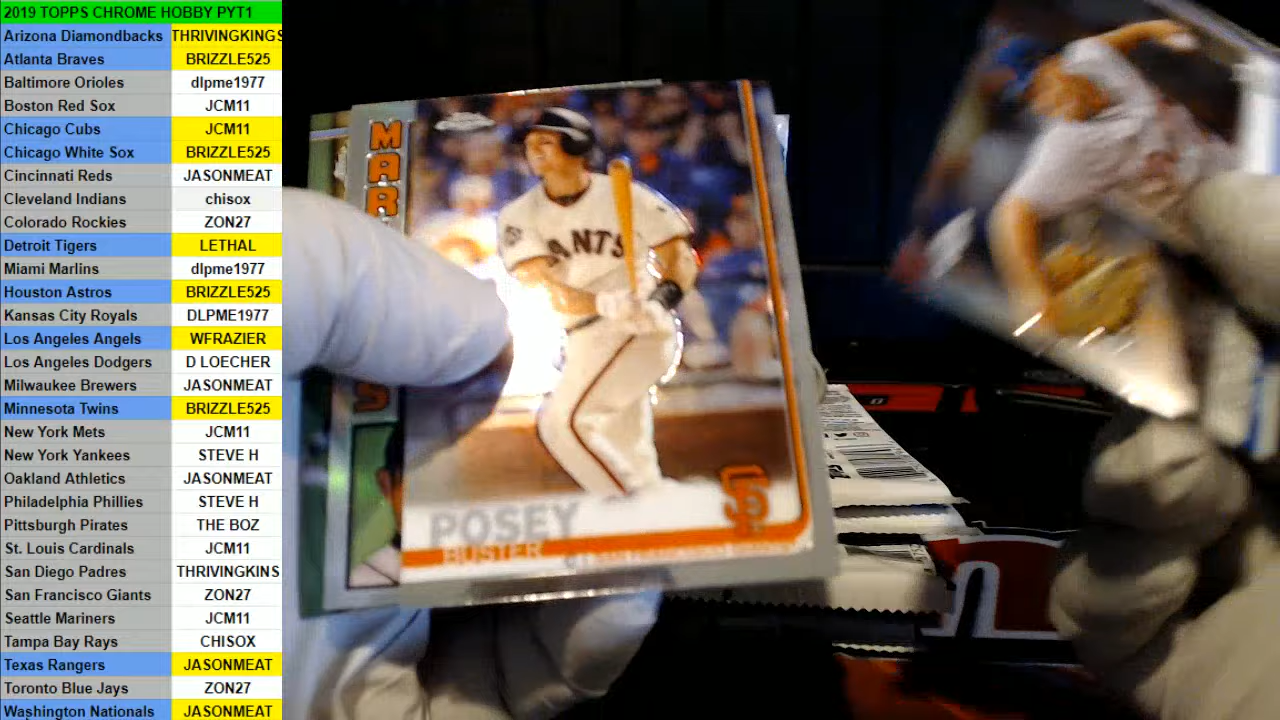 2019 TOPPS CHROME HOBBY PYT1
Arizona Diamondbacks THRIVINGKINGS
Atlanta Braves BRIZZLE525
Baltimore Orioles dlpme1977
Boston Red Sox JCM11
Chicago Cubs JCM11
Chicago White Sox BRIZZLE525
Cincinnati Reds JASONMEAT
Cleveland Indians chisox
Colorado Rockies ZON27
Detroit Tigers LETHAL
Miami Marlins dlpme1977
Houston Astros BRIZZLE525
Kansas City Royals DLPME1977
Los Angeles Angels WFRAZIER
Los Angeles Dodgers D LOECHER
Milwaukee Brewers JASONMEAT
Minnesota Twins BRIZZLE525
New York Mets JCM11
New York Yankees STEVE H
Oakland Athletics JASONMEAT
Philadelphia Phillies STEVE H
Pittsburgh Pirates THE BOZ
St. Louis Cardinals JCM11
San Diego Padres THRIVINGKINS
San Francisco Giants ZON27
Seattle Mariners JCM11
Tampa Bay Rays CHISOX
Texas Rangers JASONMEAT
Toronto Blue Jays ZON27
Washington Nationals JASONMEAT
MAR
S
ANTS
POSEY
BUSTER
SF